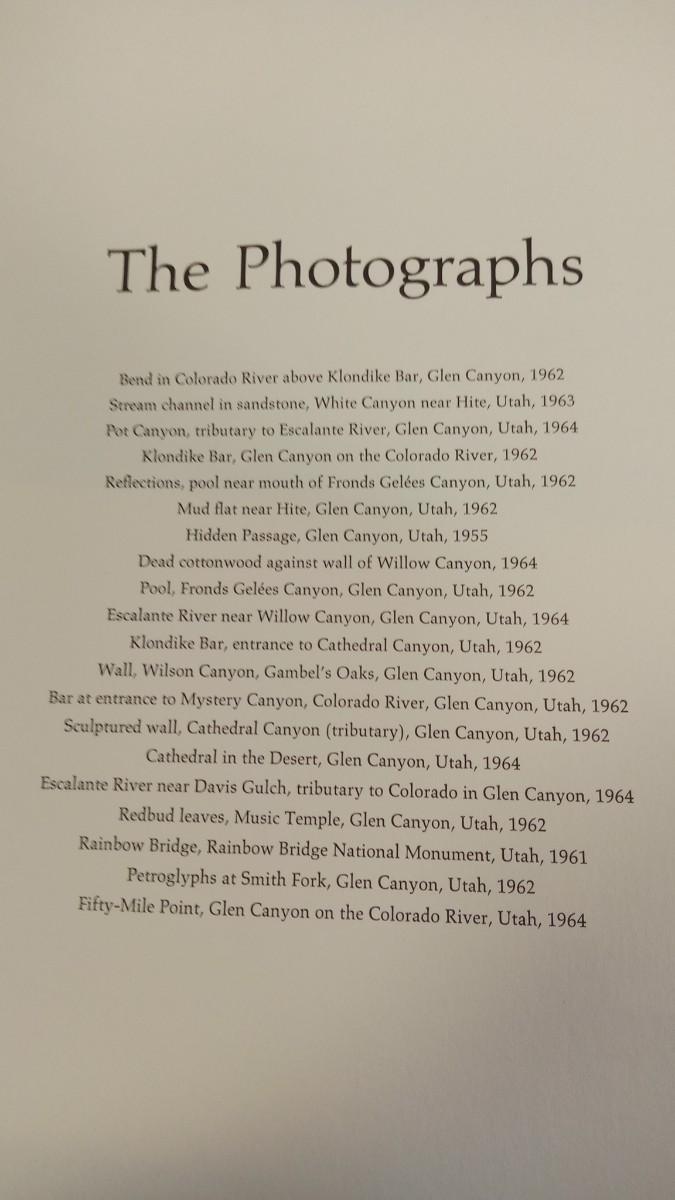 The Photographs
Bend in Colorado River above Klondike Bar, Glen Canyon, 1962
Stream channel in sandstone, White Canyon near Hite, Utah, 1963
Pot Canyon, tributary to Escalante River, Glen Canyon, Utah, 1964
Klondike Bar, Glen Canyon on the Colorado River, 1962
Reflections, pool near mouth of Fronds Gelées Canyon, Utah, 1962
Mud flat near Hite, Glen Canyon, Utah, 1962
Hidden Passage, Glen Canyon, Utah, 1955
Dead cottonwood against wall of Willow Canyon, 1964
Pool, Fronds Gelées Canyon, Glen Canyon, Utah, 1962
Escalante River near Willow Canyon, Glen Canyon, Utah, 1964
Klondike Bar, entrance to Cathedral Canyon, Utah, 1962
Wall, Wilson Canyon, Gambel's Oaks, Glen Canyon, Utah, 1962
Bar at entrance to Mystery Canyon, Colorado River, Glen Canyon, Utah, 1962
Sculptured wall, Cathedral Canyon (tributary), Glen Canyon, Utah, 1962
Cathedral in the Desert, Glen Canyon, Utah, 1964
Escalante River near Davis Gulch, tributary to Colorado in Glen Canyon, 1964
Redbud leaves, Music Temple, Glen Canyon, Utah, 1962
Rainbow Bridge, Rainbow Bridge National Monument, Utah, 1961
Petroglyphs at Smith Fork, Glen Canyon, Utah, 1962
Fifty-Mile Point, Glen Canyon on the Colorado River, Utah, 1964